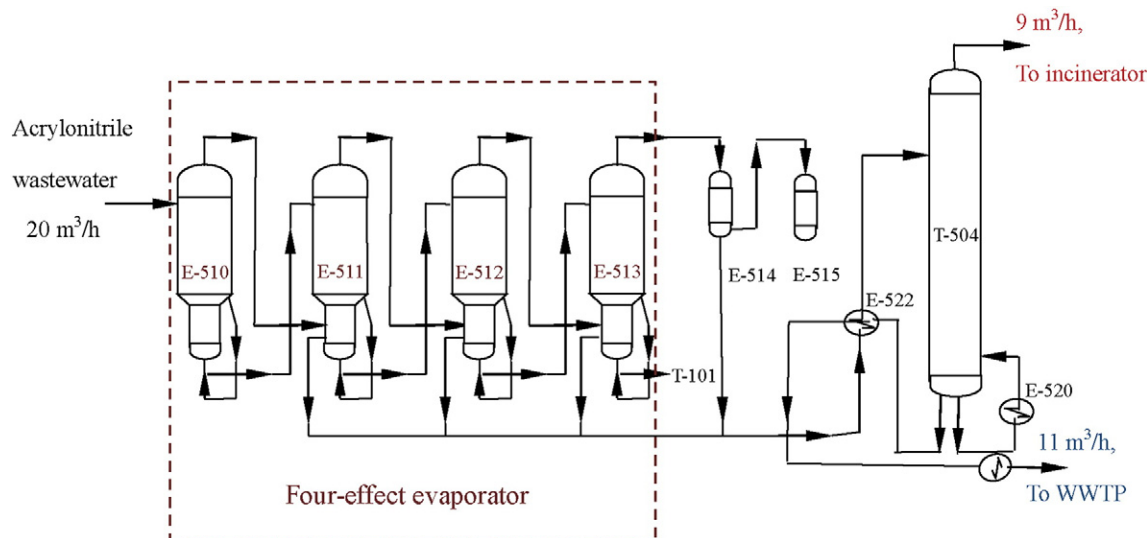 9 m³/h,
To incinerator
Acrylonitrile
wastewater
20 m³/h
E-510
E-511
E-512
E-513
E-514
E-515
T-504
E-522
T-101
E-520
11 m³/h,
To WWTP
Four-effect evaporator